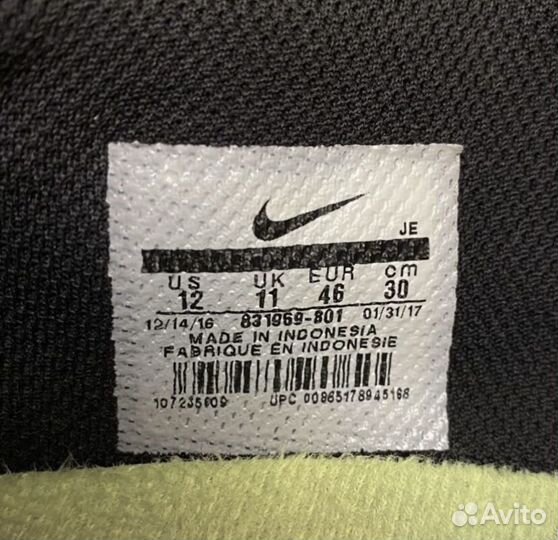 JE
US UK EUR cm
12 11 46 30
12/14/16 831969-801 01/31/17
MADE IN INDONESIA
FABRIQUE EN INDONESIE
107235609 UPC 00865178945168
Avito